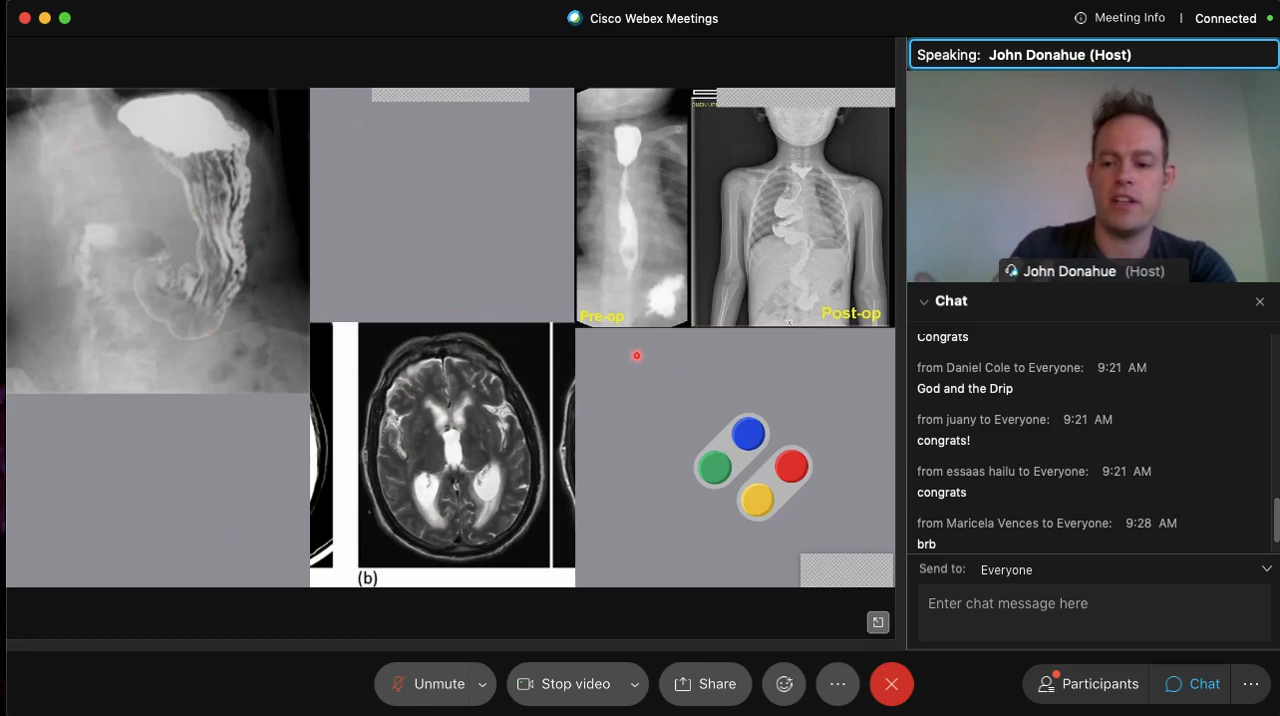 Cisco Webex Meetings
Meeting Info
Connected
Speaking: John Donahue (Host)
Pre-op
Post-op
(b)
John Donahue (Host)
Chat
Congrats
from Daniel Cole to Everyone: 9:21 AM
God and the Drip
from juany to Everyone: 9:21 AM
congrats!
from essaas hailu to Everyone: 9:21 AM
congrats
from Maricela Vences to Everyone: 9:28 AM
brb
Send to: Everyone
Enter chat message here
Unmute
Stop video
Share
Participants
Chat